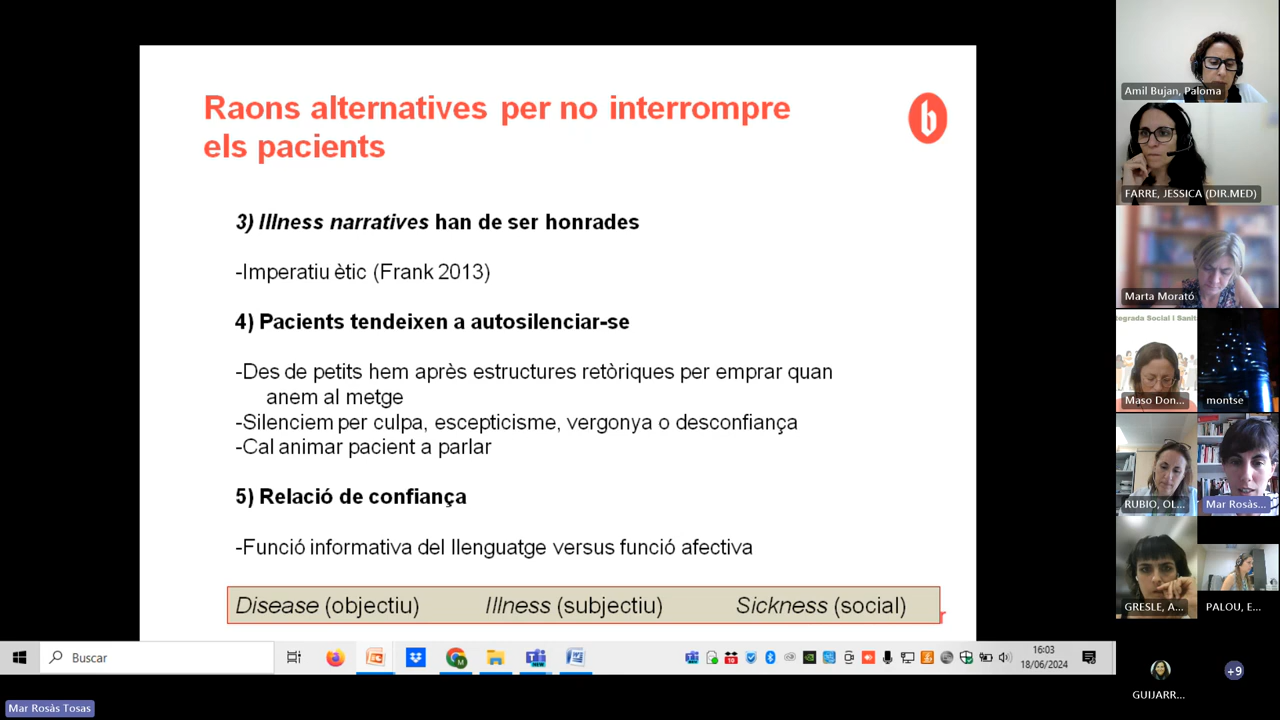 Raons alternatives per no interrompre
els pacients
b
3) Illness narratives han de ser honrades
-Imperatiu ètic (Frank 2013)
4) Pacients tendeixen a autosilenciar-se
-Des de petits hem après estructures retòriques per emprar quan
anem al metge
-Silenciem per culpa, escepticisme, vergonya o desconfiança
-Cal animar pacient a parlar
5) Relació de confiança
-Funció informativa del llenguatge versus funció afectiva
Disease (objectiu) Illness (subjectiu) Sickness (social)
r
Buscar
16:03
18/06/2024
Mar Rosàs Tosas
Amil Bujan, Paloma
FARRE, JESSICA (DIR.MED)
Marta Morató
tegrada Social i Sanit
Maso Don...
montse
RUBIO, OL...
Mar Rosàs...
GRESLE, A...
PALOU, E...
GUIJARR...
+9